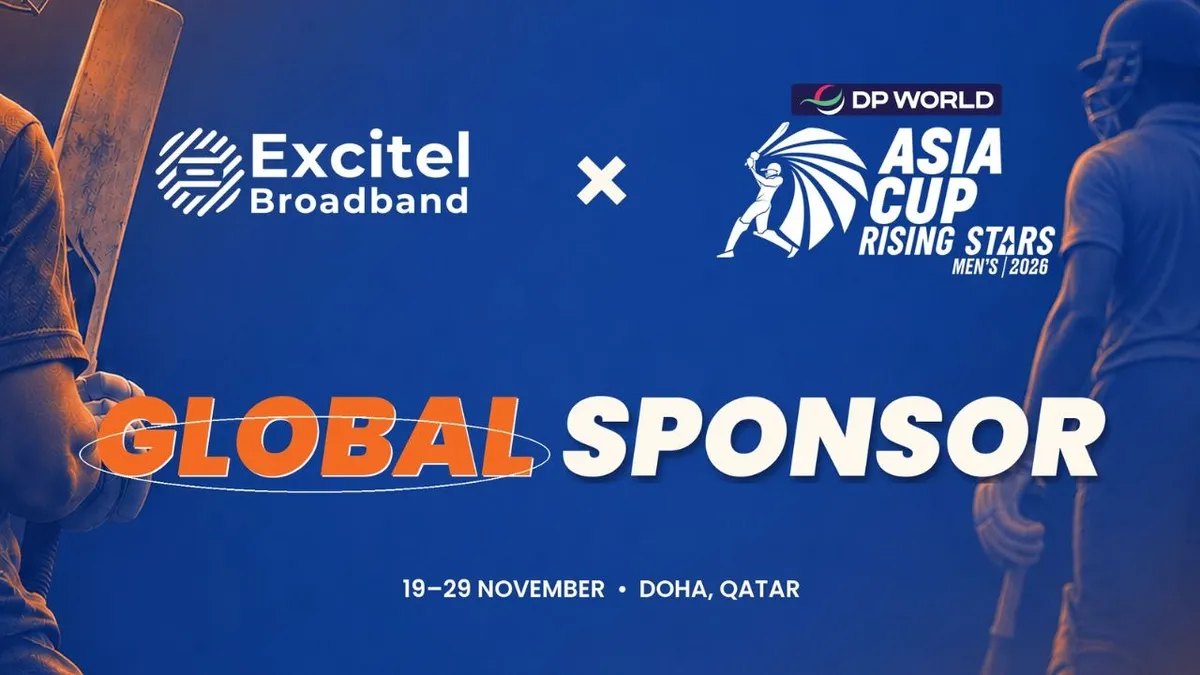 Excitel
Broadband
×
DP WORLD
ASIA
CUP
RISING STARS
MEN'S | 2026
GLOBAL SPONSOR
19–29 NOVEMBER • DOHA, QATAR